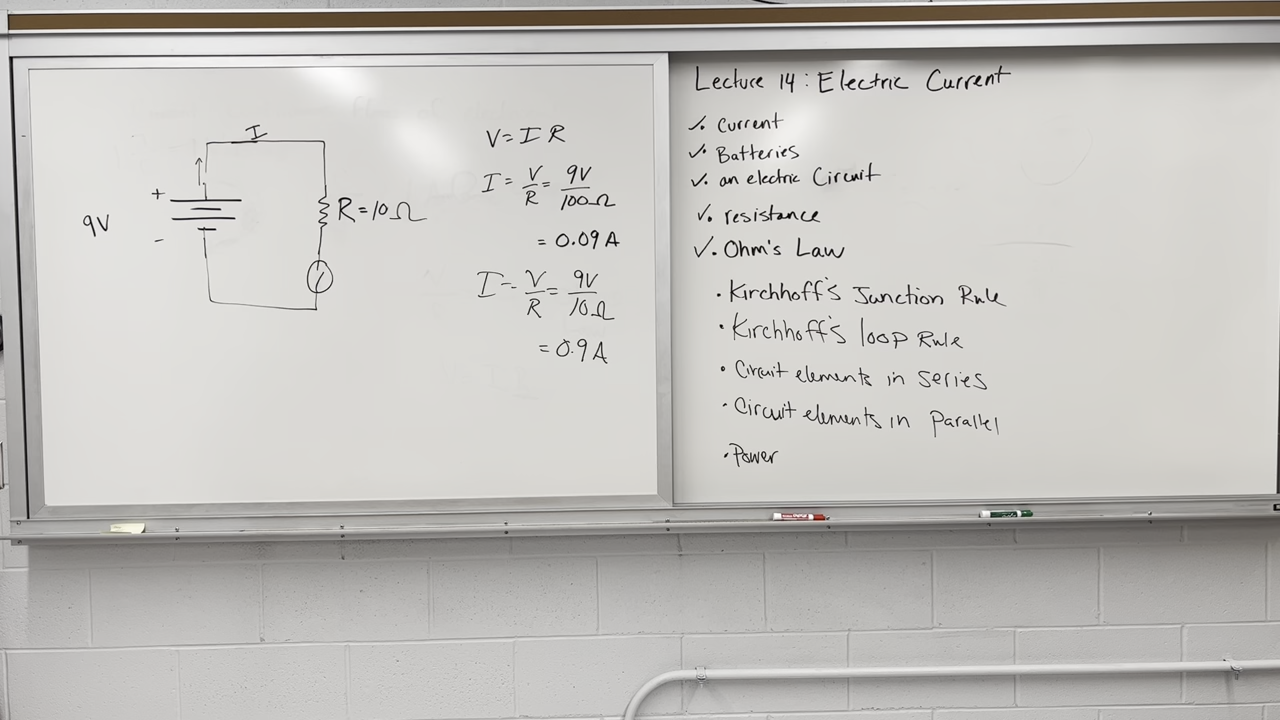 I
+
9V
-
R=10Ω
V=IR
I=V/R=9V/100Ω
=0.09A
I=V/R=9V/10Ω
=0.9A
Lecture 14: Electric Current
✓• Current
✓• Batteries
✓• an electric Circuit
✓• resistance
✓• Ohm's Law
• Kirchhoff's Junction Rule
• Kirchhoff's loop Rule
• Circuit elements in series
• Circuit elements in Parallel
• Power